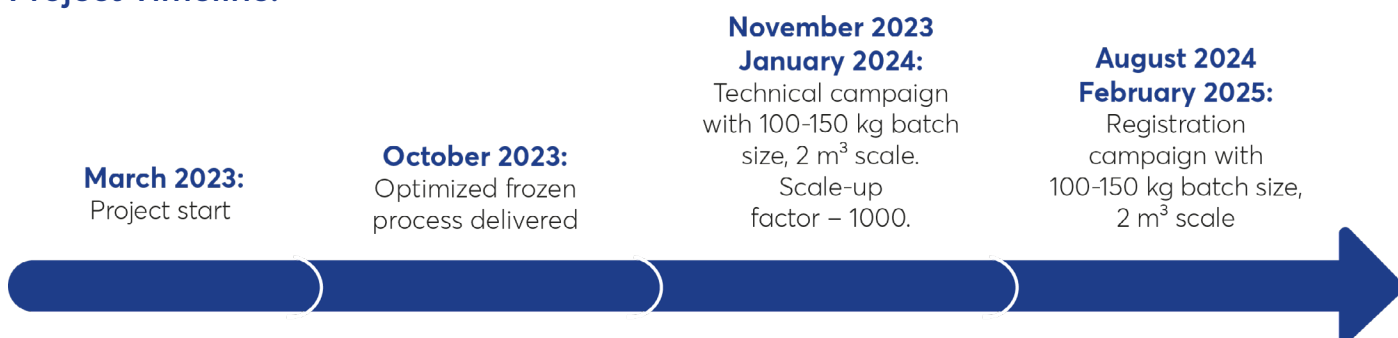 Project Timeline:
March 2023:
Project start
October 2023:
Optimized frozen
process delivered
November 2023
January 2024:
Technical campaign
with 100-150 kg batch
size, 2 m³ scale.
Scale-up
factor – 1000.
August 2024
February 2025:
Registration
campaign with
100-150 kg batch size,
2 m³ scale